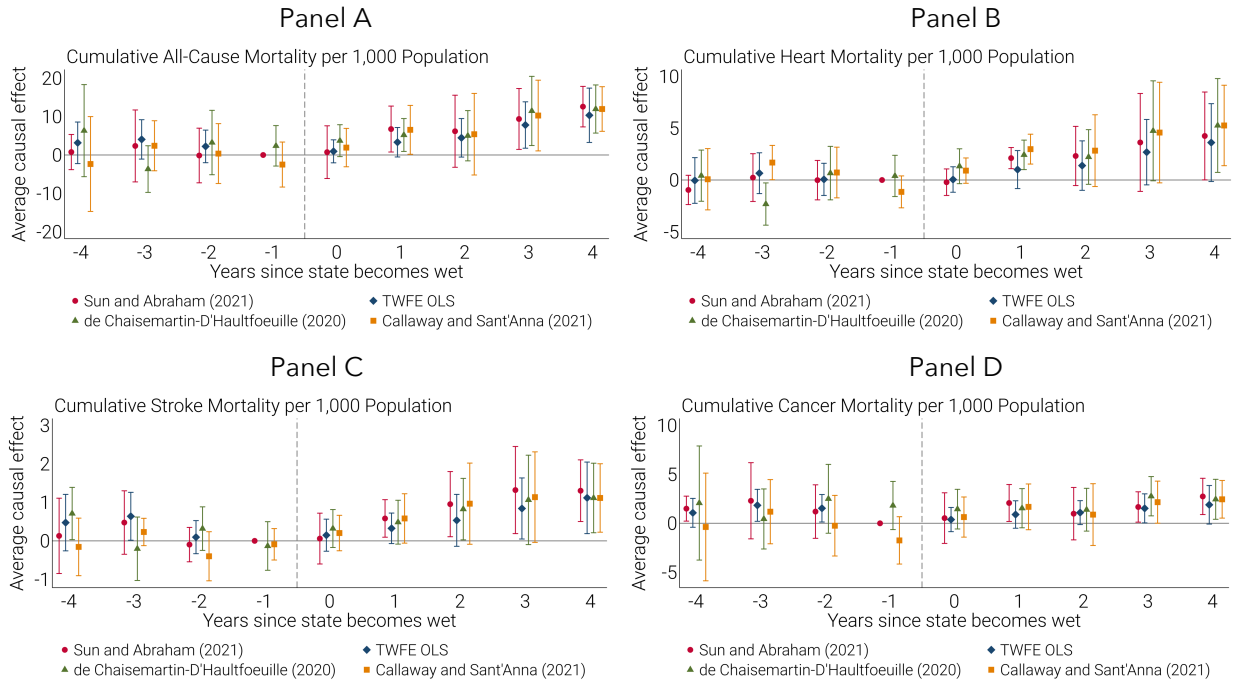 Panel A
Cumulative All-Cause Mortality per 1,000 Population
Average causal effect
20
10
0
-10
-20
-4 -3 -2 -1 0 1 2 3 4
Years since state becomes wet
Sun and Abraham (2021) TWFE OLS
de Chaisemartin-D'Haultfoeuille (2020) Callaway and Sant'Anna (2021)
Panel B
Cumulative Heart Mortality per 1,000 Population
Average causal effect
10
5
0
-5
-4 -3 -2 -1 0 1 2 3 4
Years since state becomes wet
Sun and Abraham (2021) TWFE OLS
de Chaisemartin-D'Haultfoeuille (2020) Callaway and Sant'Anna (2021)
Panel C
Cumulative Stroke Mortality per 1,000 Population
Average causal effect
3
2
1
0
-1
-4 -3 -2 -1 0 1 2 3 4
Years since state becomes wet
Sun and Abraham (2021) TWFE OLS
de Chaisemartin-D'Haultfoeuille (2020) Callaway and Sant'Anna (2021)
Panel D
Cumulative Cancer Mortality per 1,000 Population
Average causal effect
10
5
0
-5
-4 -3 -2 -1 0 1 2 3 4
Years since state becomes wet
Sun and Abraham (2021) TWFE OLS
de Chaisemartin-D'Haultfoeuille (2020) Callaway and Sant'Anna (2021)